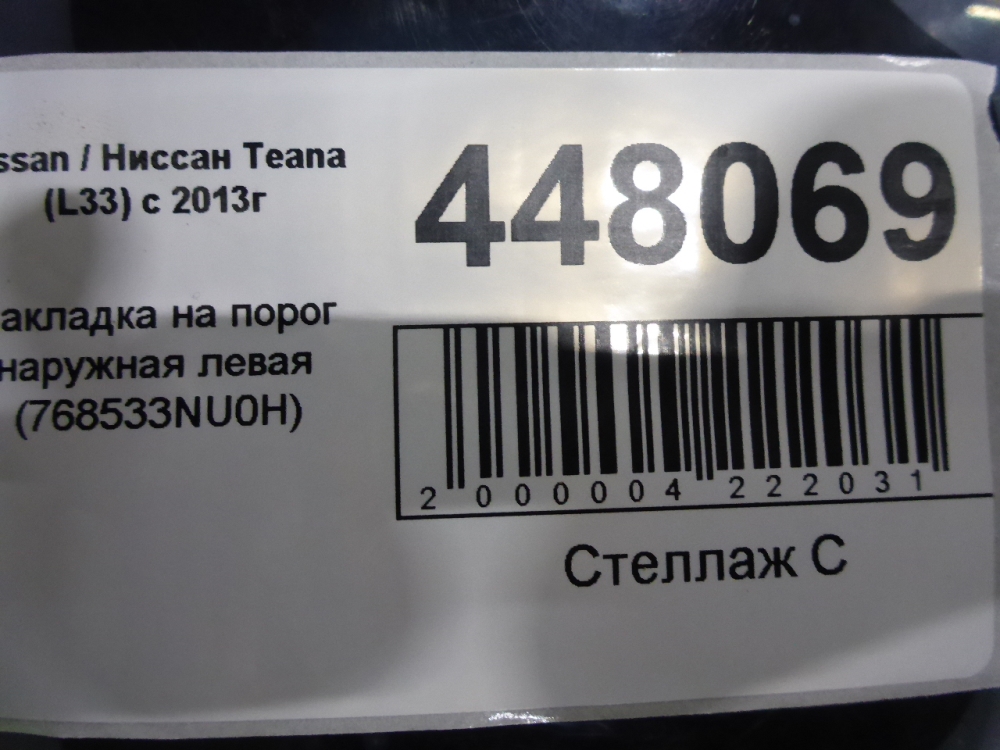 ssan / Ниссан Teana
(L33) с 2013г
акладка на порог
наружная левая
(768533NU0H)
448069
2 000004 222031
Стеллаж С